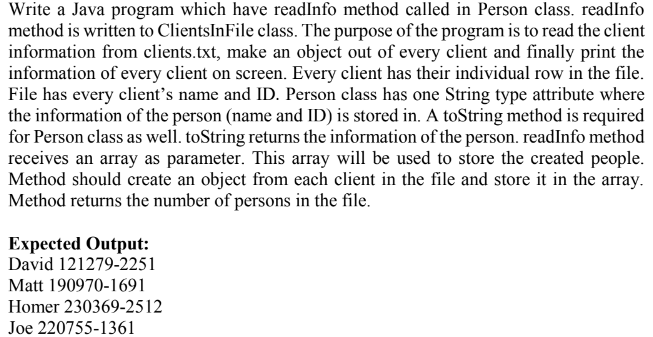 Write a Java program which have readInfo method called in Person class. readInfo
method is written to ClientsInFile class. The purpose of the program is to read the client
information from clients.txt, make an object out of every client and finally print the
information of every client on screen. Every client has their individual row in the file.
File has every client's name and ID. Person class has one String type attribute where
the information of the person (name and ID) is stored in. A toString method is required
for Person class as well. toString returns the information of the person. readInfo method
receives an array as parameter. This array will be used to store the created people.
Method should create an object from each client in the file and store it in the array.
Method returns the number of persons in the file.
Expected Output:
David 121279-2251
Matt 190970-1691
Homer 230369-2512
Joe 220755-1361